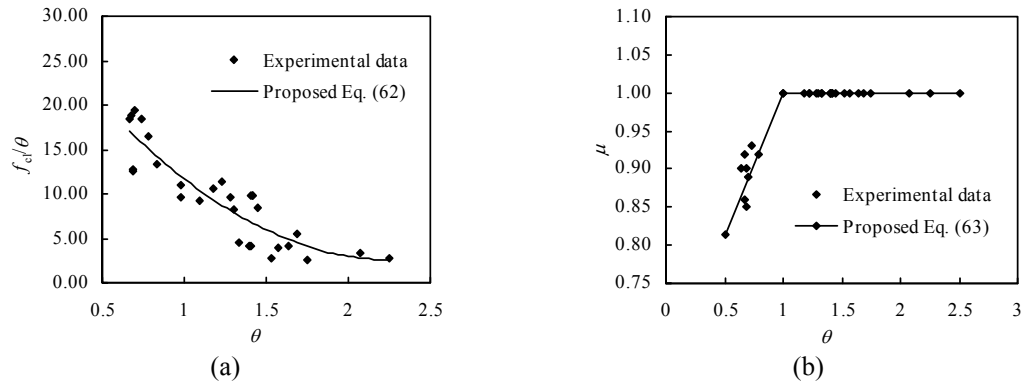 30.00
25.00
20.00
15.00
10.00
5.00
0.00
f_cl/θ
Experimental data
Proposed Eq. (62)
0.5 1 1.5 2 2.5
θ
(a)
1.10
1.05
1.00
0.95
0.90
0.85
0.80
0.75
μ
Experimental data
Proposed Eq. (63)
0 0.5 1 1.5 2 2.5 3
θ
(b)